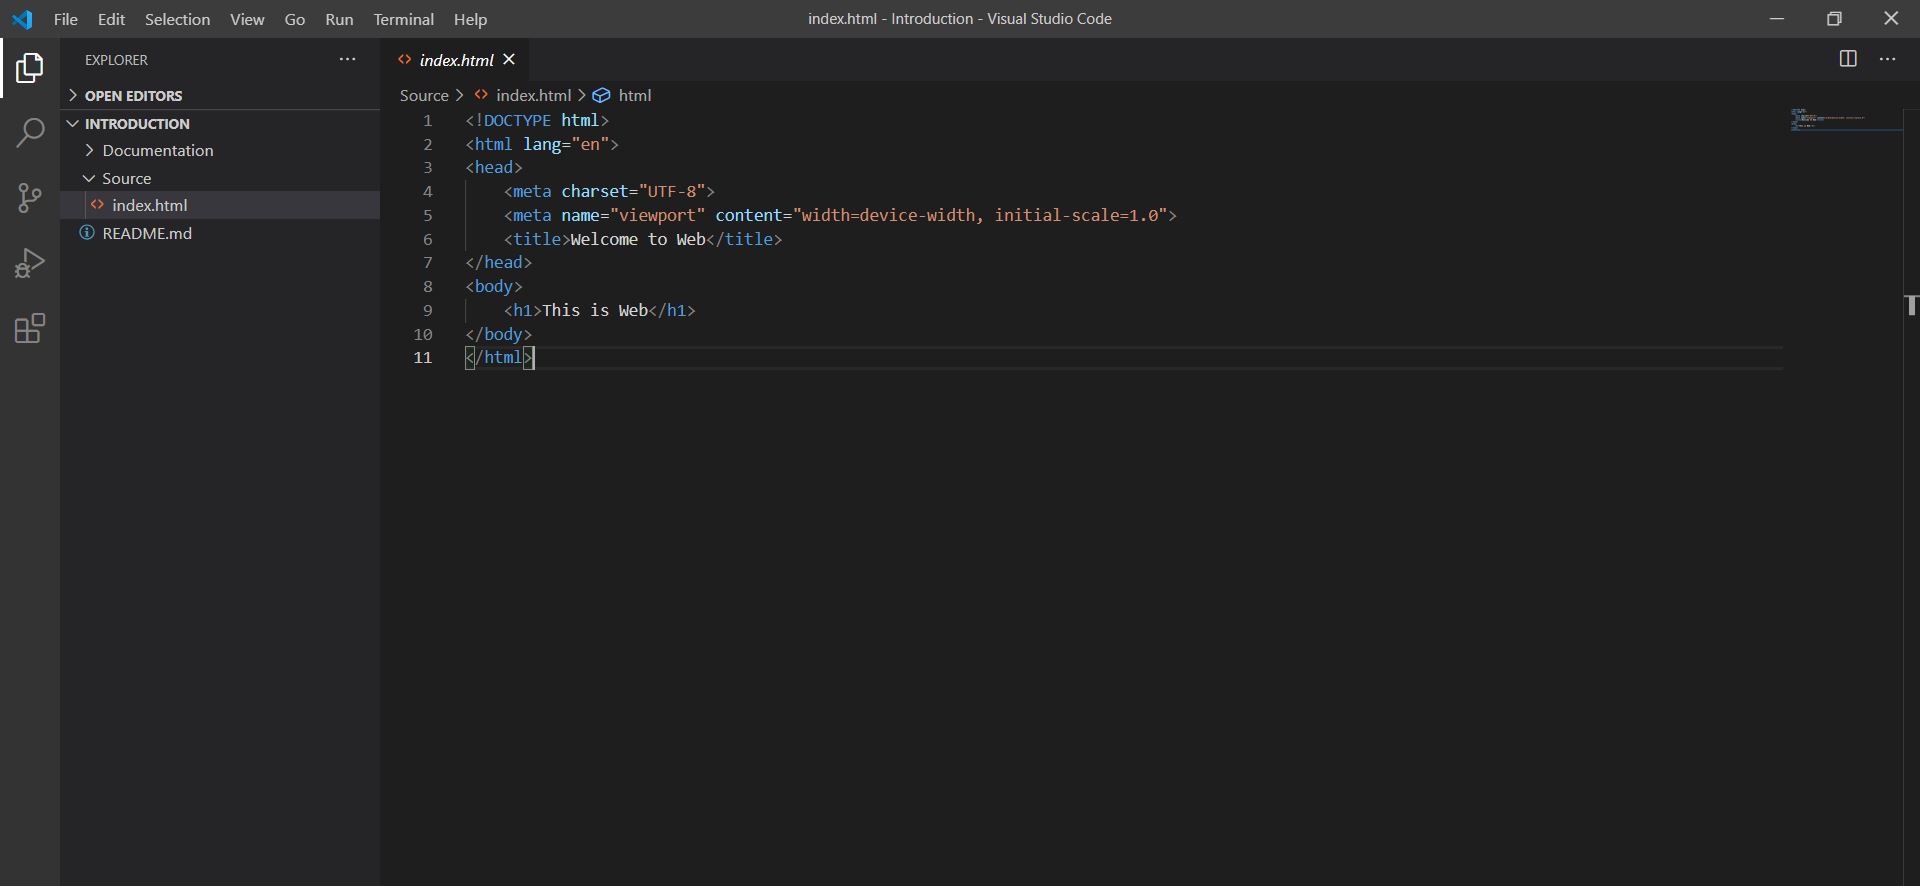 File Edit Selection View Go Run Terminal Help
index.html - Introduction - Visual Studio Code
EXPLORER
OPEN EDITORS
INTRODUCTION
Documentation
Source
index.html
README.md
index.html
Source > index.html > html
1 <!DOCTYPE html>
2 <html lang="en">
3 <head>
4     <meta charset="UTF-8">
5     <meta name="viewport" content="width=device-width, initial-scale=1.0">
6     <title>Welcome to Web</title>
7 </head>
8 <body>
9     <h1>This is Web</h1>
10 </body>
11 </html>